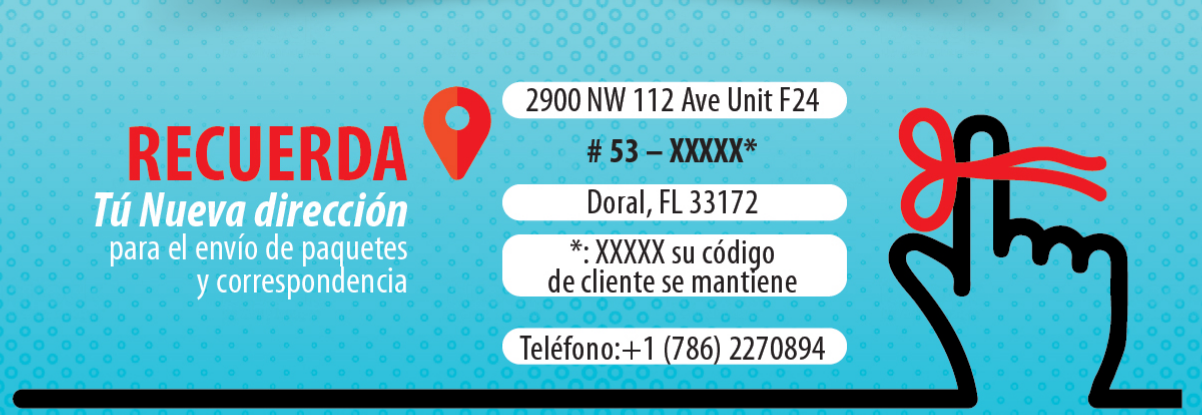 RECUERDA
Tú Nueva dirección
para el envío de paquetes
y correspondencia
2900 NW 112 Ave Unit F24
# 53 – XXXXX*
Doral, FL 33172
*: XXXXX su código
de cliente se mantiene
Teléfono:+1 (786) 2270894